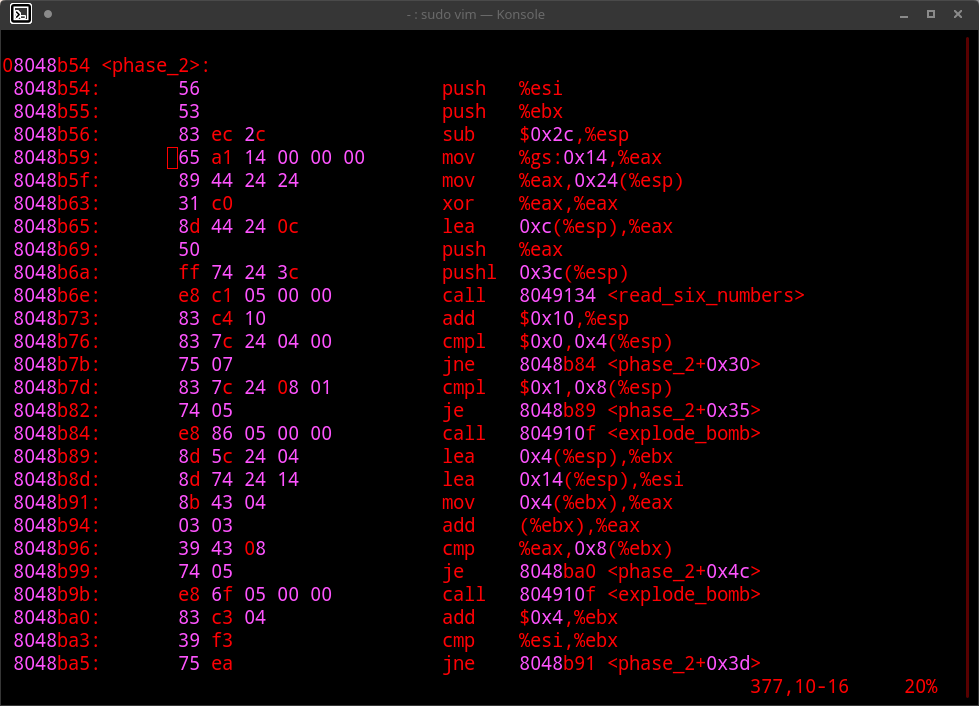 - : sudo vim — Konsole
08048b54 <phase_2>:
8048b54: 56 push %esi
8048b55: 53 push %ebx
8048b56: 83 ec 2c sub $0x2c,%esp
8048b59: 65 a1 14 00 00 00 mov %gs:0x14,%eax
8048b5f: 89 44 24 24 mov %eax,0x24(%esp)
8048b63: 31 c0 xor %eax,%eax
8048b65: 8d 44 24 0c lea 0xc(%esp),%eax
8048b69: 50 push %eax
8048b6a: ff 74 24 3c pushl 0x3c(%esp)
8048b6e: e8 c1 05 00 00 call 8049134 <read_six_numbers>
8048b73: 83 c4 10 add $0x10,%esp
8048b76: 83 7c 24 04 00 cmpl $0x0,0x4(%esp)
8048b7b: 75 07 jne 8048b84 <phase_2+0x30>
8048b7d: 83 7c 24 08 01 cmpl $0x1,0x8(%esp)
8048b82: 74 05 je 8048b89 <phase_2+0x35>
8048b84: e8 86 05 00 00 call 804910f <explode_bomb>
8048b89: 8d 5c 24 04 lea 0x4(%esp),%ebx
8048b8d: 8d 74 24 14 lea 0x14(%esp),%esi
8048b91: 8b 43 04 mov 0x4(%ebx),%eax
8048b94: 03 03 add (%ebx),%eax
8048b96: 39 43 08 cmp %eax,0x8(%ebx)
8048b99: 74 05 je 8048ba0 <phase_2+0x4c>
8048b9b: e8 6f 05 00 00 call 804910f <explode_bomb>
8048ba0: 83 c3 04 add $0x4,%ebx
8048ba3: 39 f3 cmp %esi,%ebx
8048ba5: 75 ea jne 8048b91 <phase_2+0x3d>
377,10-16 20%